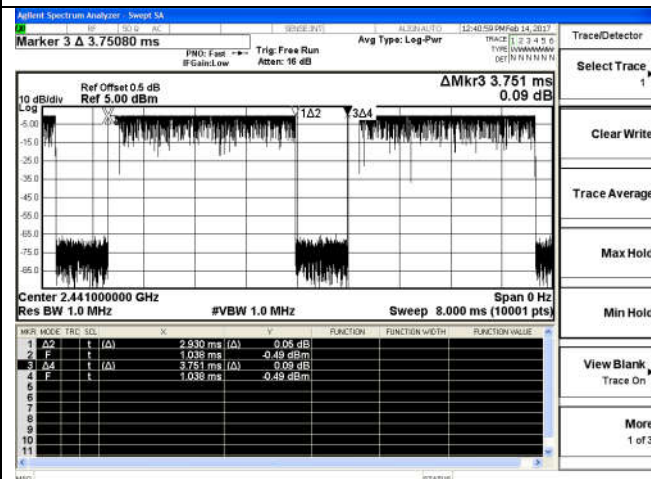 Agilent Spectrum Analyzer - Swept SA
RF 50 Ω AC SENSE:INT ALIGN AUTO 12:40:59 PM Feb 14, 2017
Marker 3 Δ 3.75080 ms
PNO: Fast Trig: Free Run
IFGain:Low Atten: 16 dB
Avg Type: Log-Pwr
TRACE 1 2 3 4 5 6
TYPE
DET N N N N N N
Trace/Detector
Select Trace
1
Clear Write
Trace Average
Max Hold
Min Hold
View Blank
Trace On
More
1 of 3
ΔMkr3 3.751 ms
0.09 dB
Ref Offset 0.5 dB
10 dB/div Ref 5.00 dBm
Log
-5.00
-15.0
-25.0
-35.0
-45.0
-55.0
-65.0
-75.0
-85.0
1Δ2
3Δ4
Center 2.441000000 GHz Span 0 Hz
Res BW 1.0 MHz #VBW 1.0 MHz Sweep 8.000 ms (10001 pts)
MKR MODE TRC SCL X Y FUNCTION FUNCTION WIDTH FUNCTION VALUE
1 Δ2 t (Δ) 2.930 ms (Δ) 0.05 dB
2 F t 1.038 ms -0.49 dBm
3 Δ4 t (Δ) 3.751 ms (Δ) 0.09 dB
4 F t 1.038 ms -0.49 dBm
5
6
7
8
9
10
11
MSG STATUS